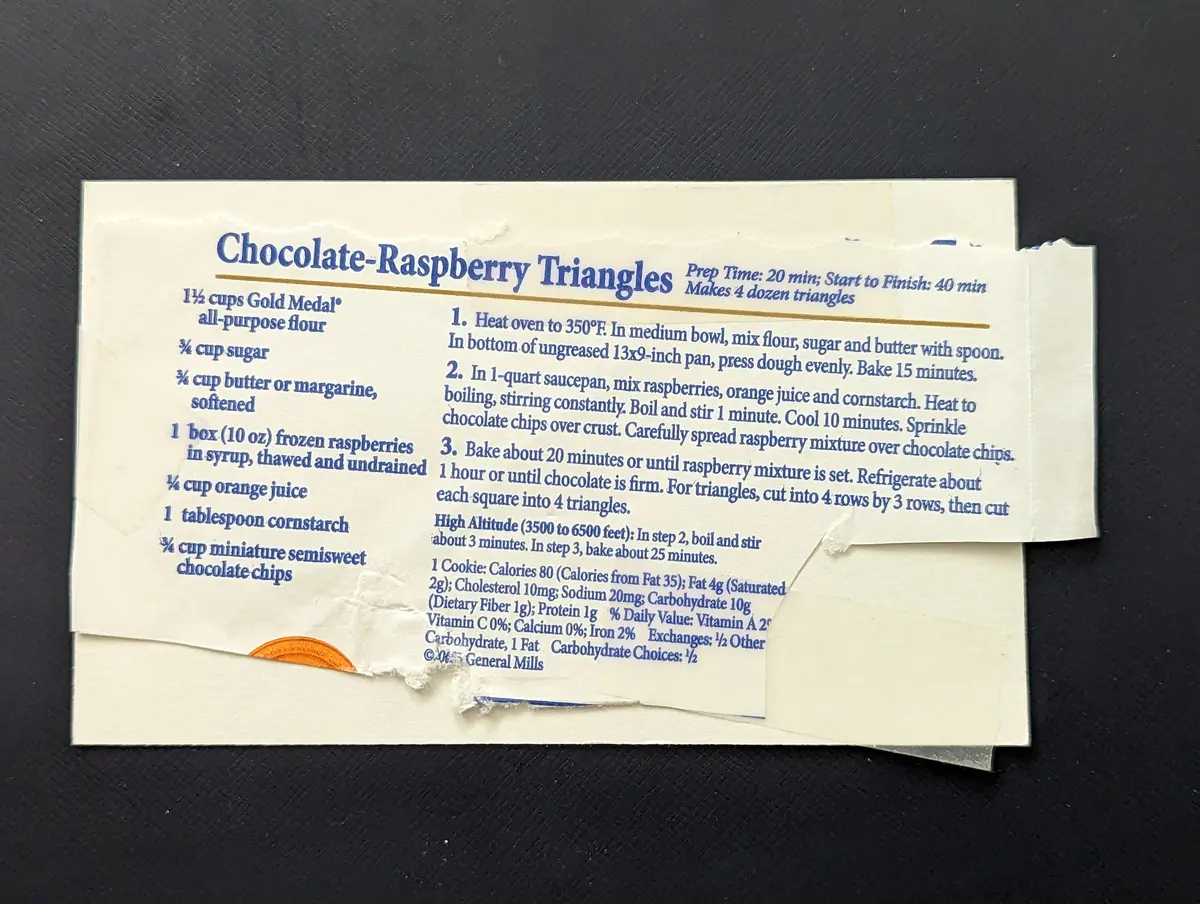 Chocolate-Raspberry Triangles
Prep Time: 20 min; Start to Finish: 40 min
Makes 4 dozen triangles
1½ cups Gold Medal®
all-purpose flour
¾ cup sugar
¾ cup butter or margarine,
softened
1 box (10 oz) frozen raspberries
in syrup, thawed and undrained
¼ cup orange juice
1 tablespoon cornstarch
¾ cup miniature semisweet
chocolate chips
1. Heat oven to 350°F. In medium bowl, mix flour, sugar and butter with spoon.
In bottom of ungreased 13x9-inch pan, press dough evenly. Bake 15 minutes.
2. In 1-quart saucepan, mix raspberries, orange juice and cornstarch. Heat to
boiling, stirring constantly. Boil and stir 1 minute. Cool 10 minutes. Sprinkle
chocolate chips over crust. Carefully spread raspberry mixture over chocolate chips.
3. Bake about 20 minutes or until raspberry mixture is set. Refrigerate about
1 hour or until chocolate is firm. For triangles, cut into 4 rows by 3 rows, then cut
each square into 4 triangles.
High Altitude (3500 to 6500 feet): In step 2, boil and stir
about 3 minutes. In step 3, bake about 25 minutes.
1 Cookie: Calories 80 (Calories from Fat 35); Fat 4g (Saturated
2g); Cholesterol 10mg; Sodium 20mg; Carbohydrate 10g
(Dietary Fiber 1g); Protein 1g % Daily Value: Vitamin A
Vitamin C 0%; Calcium 0%; Iron 2% Exchanges: ½ Other
Carbohydrate, 1 Fat Carbohydrate Choices: ½
© General Mills